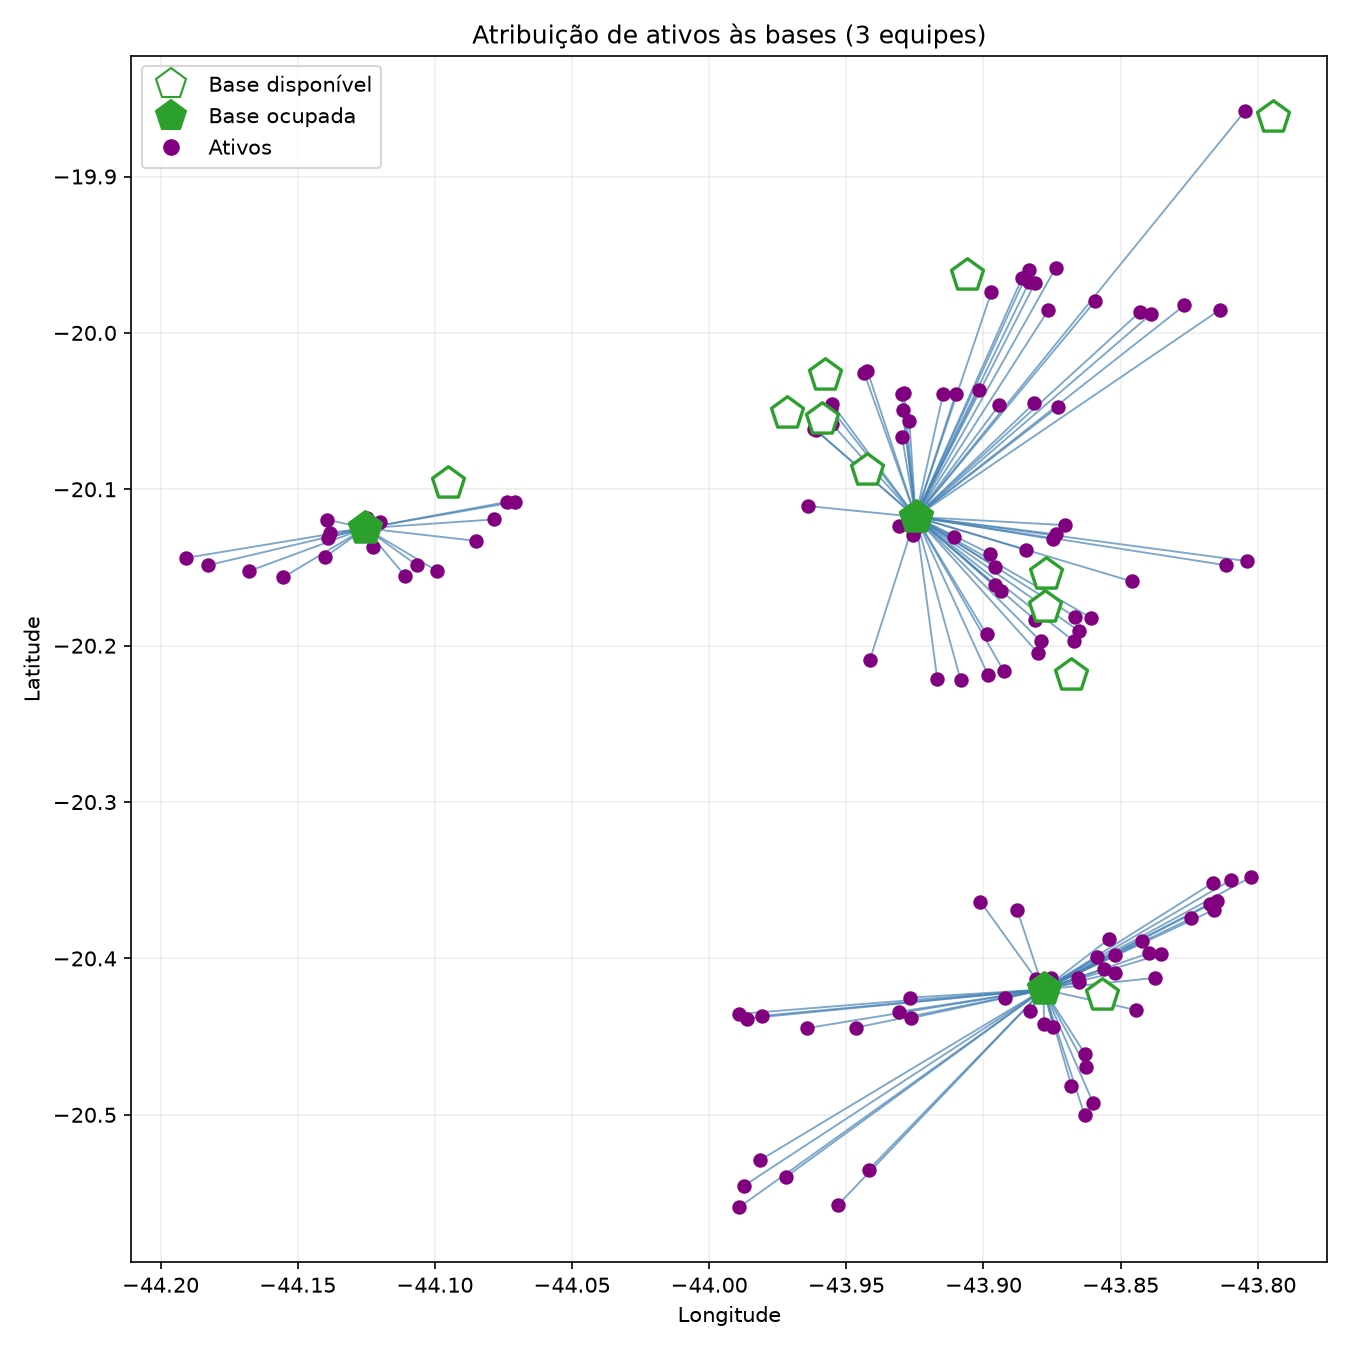 Atribuição de ativos às bases (3 equipes)
Base disponível
Base ocupada
Ativos
−19.9
−20.0
−20.1
−20.2
−20.3
−20.4
−20.5
Latitude
−44.20
−44.15
−44.10
−44.05
−44.00
−43.95
−43.90
−43.85
−43.80
Longitude